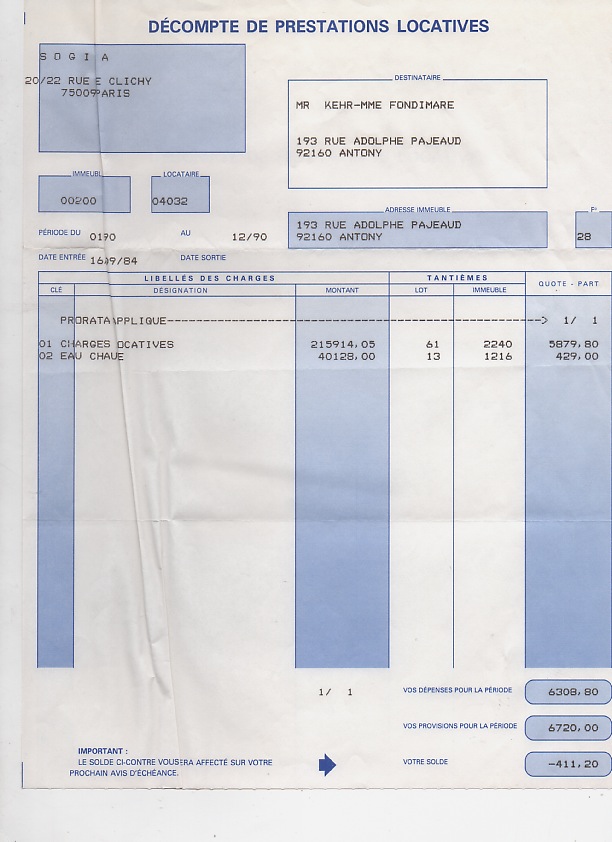 DÉCOMPTE DE PRESTATIONS LOCATIVES
S D G I A
20/22 RUE E CLICHY
75009PARIS
DESTINATAIRE
MR KEHR-MME FONDIMARE
193 RUE ADOLPHE PAJEAUD
92160 ANTONY
IMMEUBL
LOCATAIRE
00200
04032
ADRESSE IMMEUBLE
193 RUE ADOLPHE PAJEAUD
92160 ANTONY
28
PÉRIODE DU 0190 AU 12/90
DATE ENTRÉE 16/9/84 DATE SORTIE
LIBELLÉS DES CHARGES TANTIÈMES QUOTE - PART
CLÉ DÉSIGNATION MONTANT LOT IMMEUBLE
PRORATA APPLIQUE--------------------------------------------------------> 1/ 1
01 CHARGES OCATIVES 215914,05 61 2240 5879,80
02 EAU CHAUE 40128,00 13 1216 429,00
1/ 1 VOS DÉPENSES POUR LA PÉRIODE 6308,80
VOS PROVISIONS POUR LA PÉRIODE 6720,00
IMPORTANT :
LE SOLDE CI-CONTRE VOUS ERA AFFECTÉ SUR VOTRE
PROCHAIN AVIS D'ÉCHÉANCE.
VOTRE SOLDE -411,20